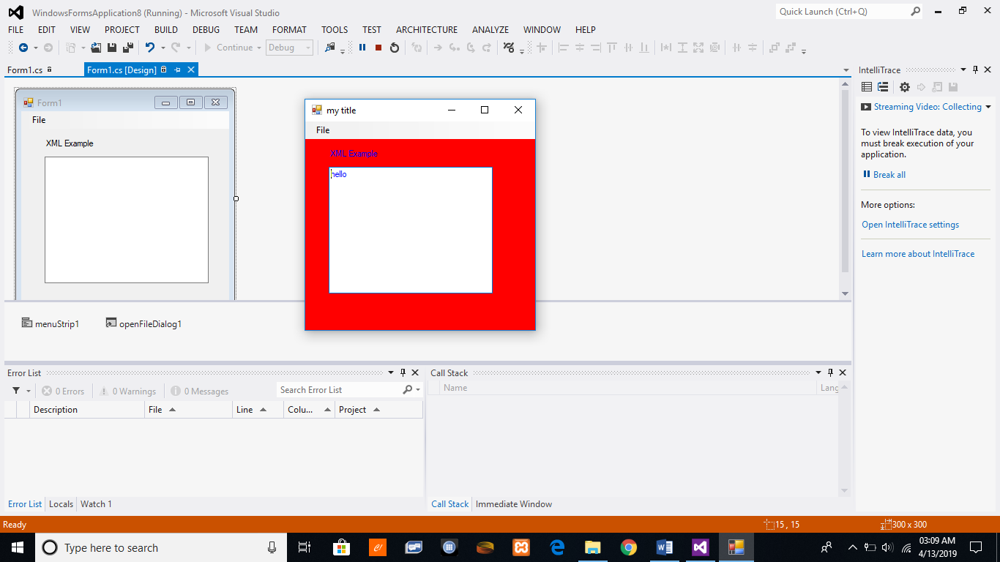 WindowsFormsApplication8 (Running) - Microsoft Visual Studio
Quick Launch (Ctrl+Q)
FILE EDIT VIEW PROJECT BUILD DEBUG TEAM FORMAT TOOLS TEST ARCHITECTURE ANALYZE WINDOW HELP
Continue Debug
Form1.cs Form1.cs [Design]
Form1
File
XML Example
my title
File
XML Example
hello
menuStrip1 openFileDialog1
IntelliTrace
Streaming Video: Collecting
To view IntelliTrace data, you
must break execution of your
application.
Break all
More options:
Open IntelliTrace settings
Learn more about IntelliTrace
Error List
0 Errors 0 Warnings 0 Messages Search Error List
Description File Line Colu... Project
Error List Locals Watch 1
Call Stack
Name Lang
Call Stack Immediate Window
Ready 15 , 15 300 x 300
Type here to search
03:09 AM
4/13/2019